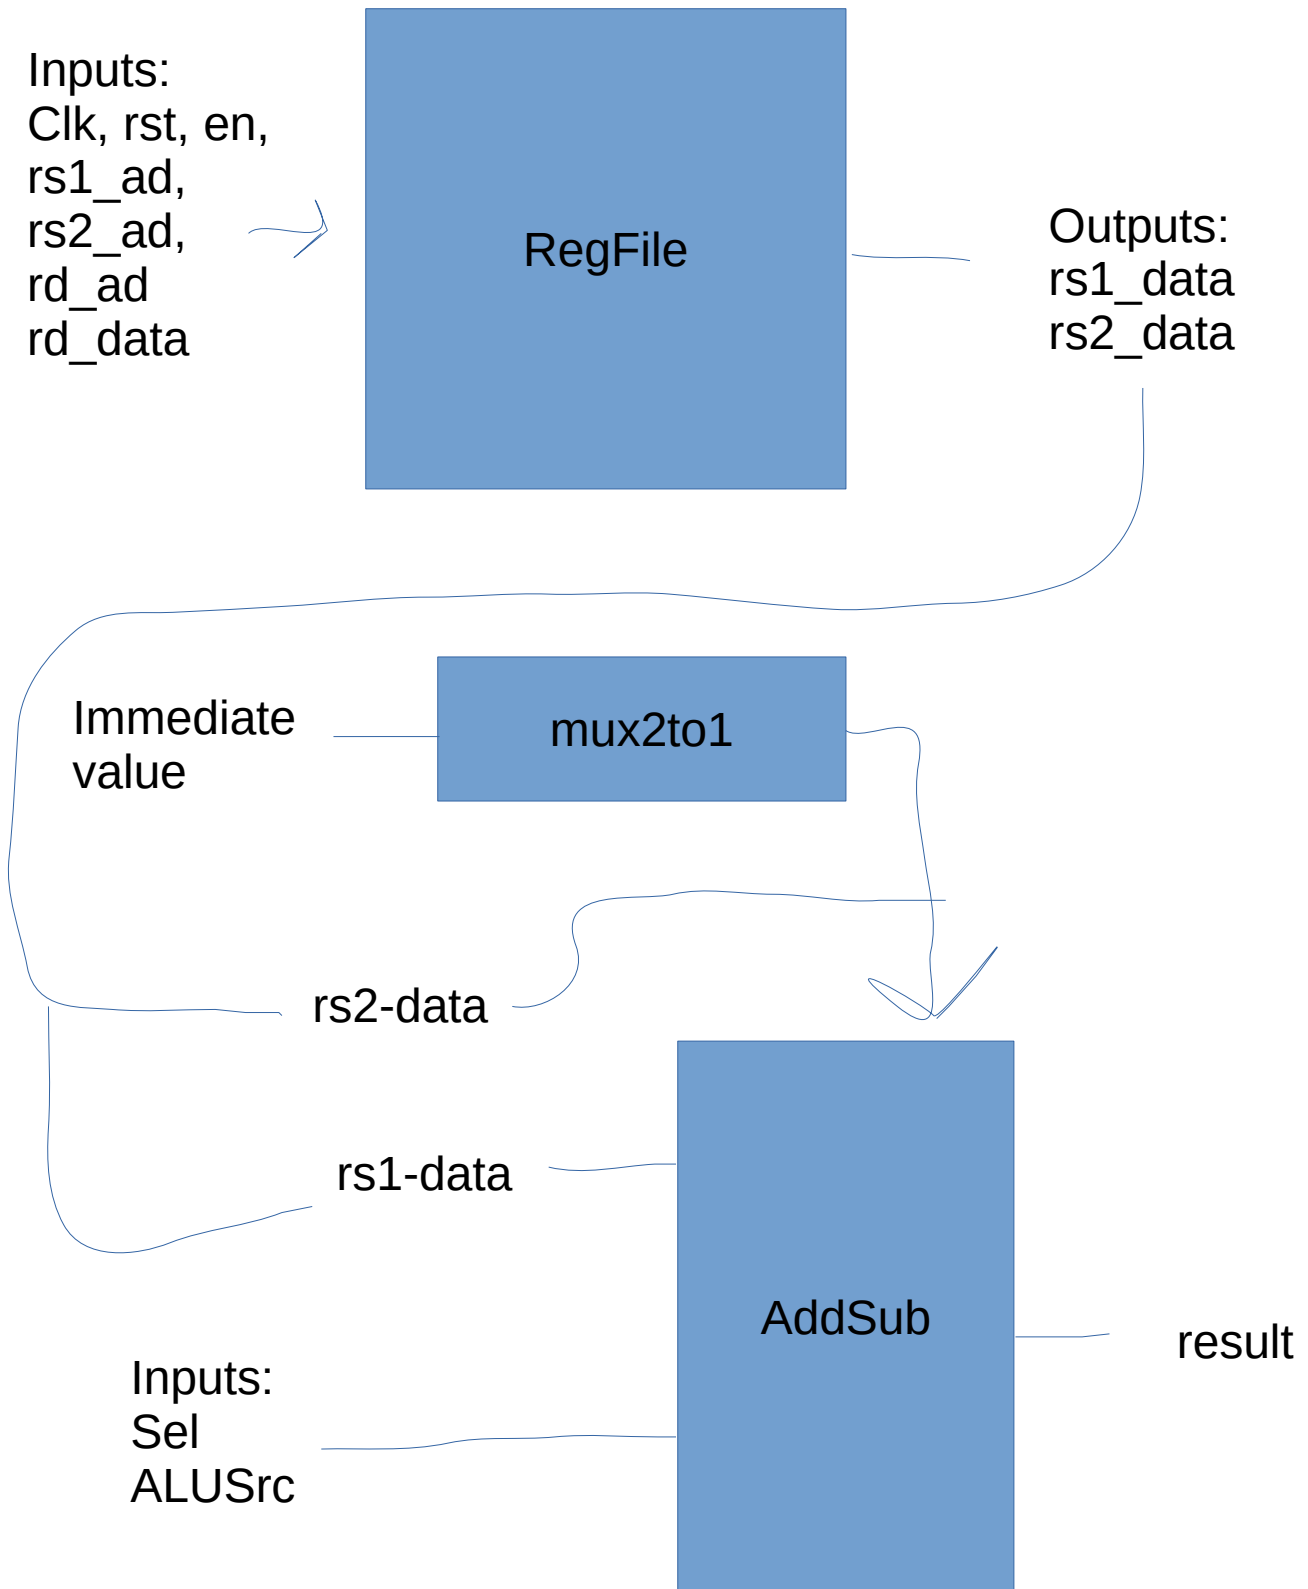 Inputs:
Clk, rst, en,
rs1_ad,
rs2_ad,
rd_ad
rd_data
RegFile
Outputs:
rs1_data
rs2_data
Immediate
value
mux2to1
rs2-data
rs1-data
AddSub
result
Inputs:
Sel
ALUSrc